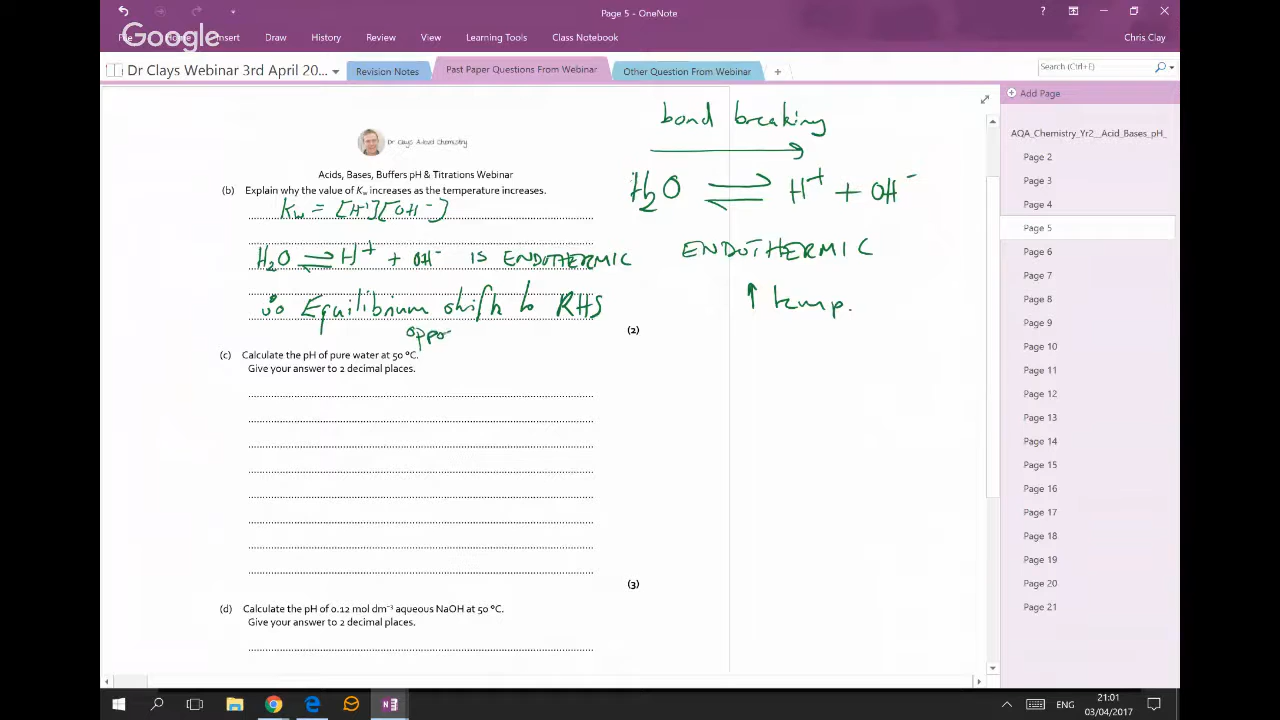 Page 5 - OneNote
Google
Insert Draw History Review View Learning Tools Class Notebook
Chris Clay
Dr Clays Webinar 3rd April 20...
Revision Notes
Past Paper Questions From Webinar
Other Question From Webinar
Search (Ctrl+E)
Add Page
AQA_Chemistry_Yr2__Acid_Bases_pH_
Page 2
Page 3
Page 4
Page 5
Page 6
Page 7
Page 8
Page 9
Page 10
Page 11
Page 12
Page 13
Page 14
Page 15
Page 16
Page 17
Page 18
Page 19
Page 20
Page 21
Dr Clays A Level Chemistry
Acids, Bases, Buffers pH & Titrations Webinar
(b) Explain why the value of Kw increases as the temperature increases.
Kw = [H+][OH-]
H2O ⇌ H+ + OH- is ENDOTHERMIC
∴ Equilibrium shifts to RHS
oppo
(2)
(c) Calculate the pH of pure water at 50 °C.
Give your answer to 2 decimal places.
(3)
(d) Calculate the pH of 0.12 mol dm⁻³ aqueous NaOH at 50 °C.
Give your answer to 2 decimal places.
bond breaking
H2O ⇌ H+ + OH-
ENDOTHERMIC
↑ temp.
ENG
21:01
03/04/2017